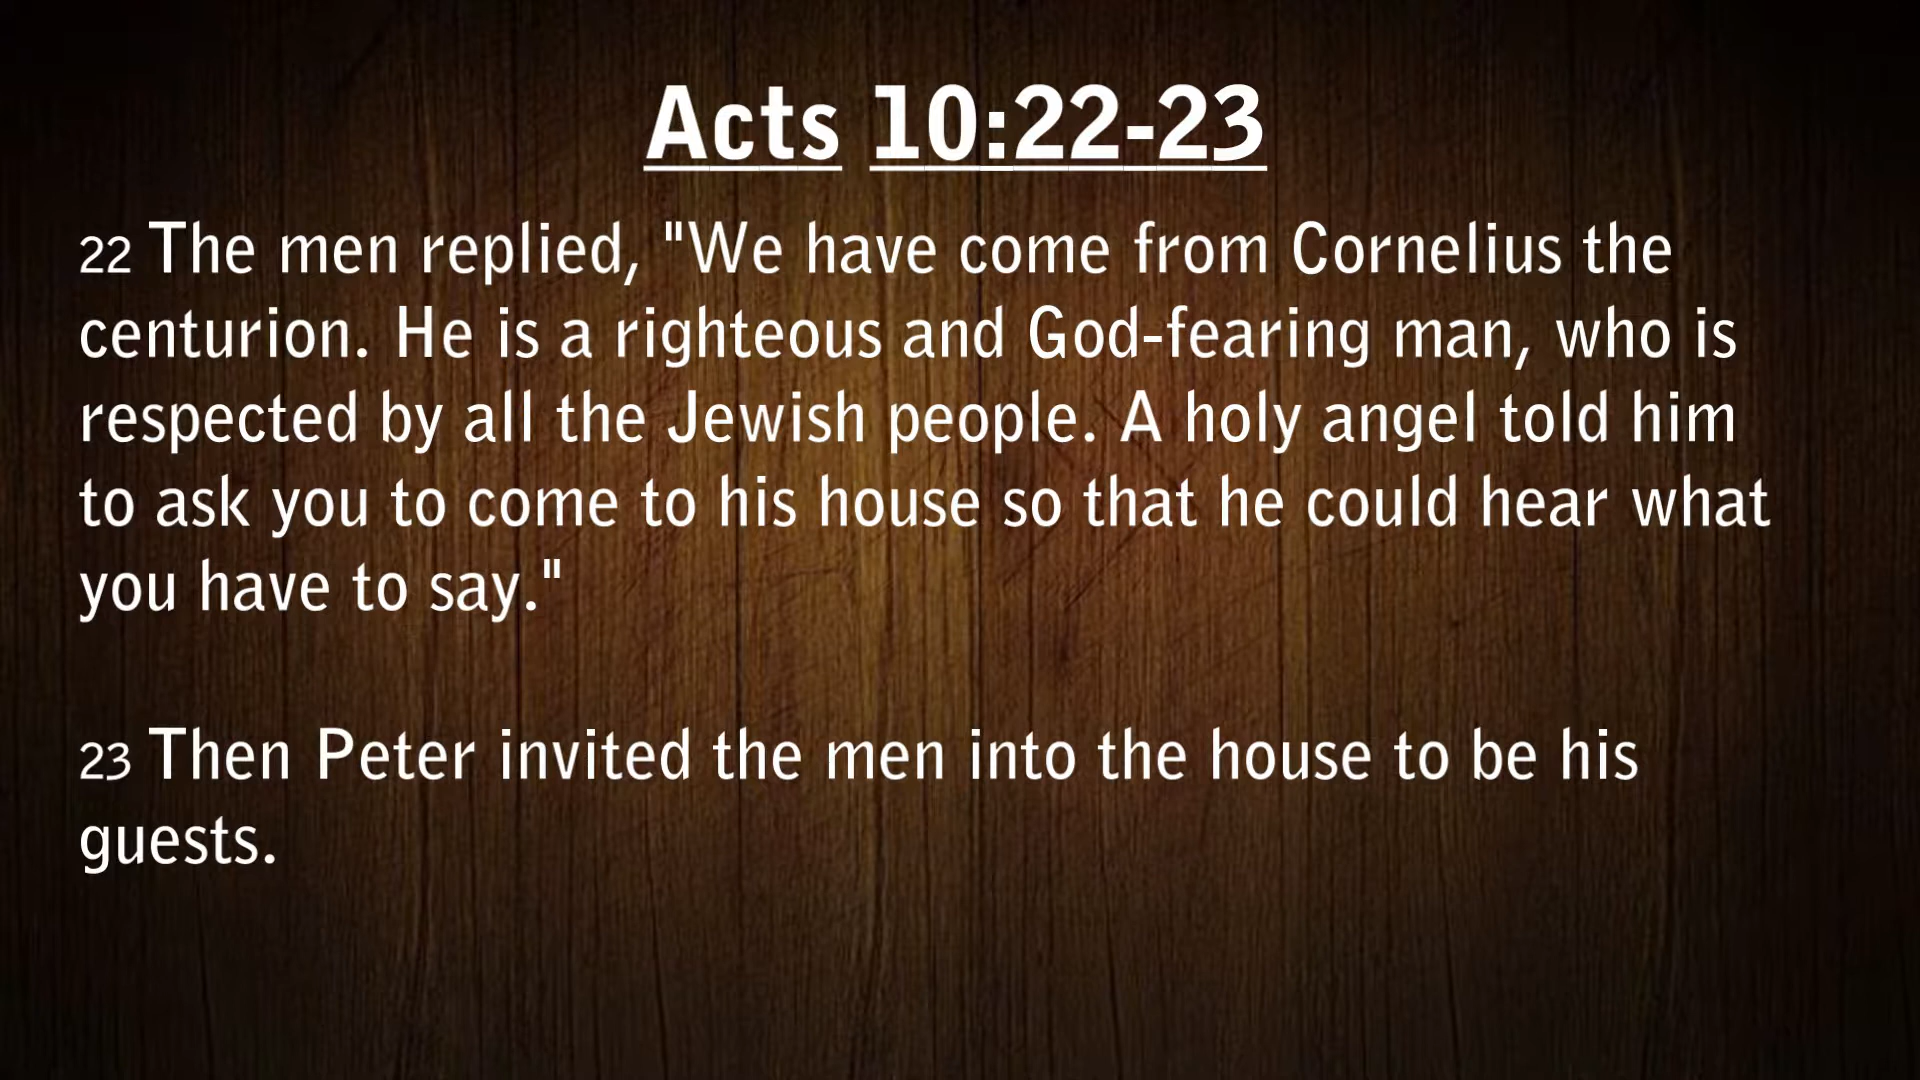 Acts 10:22-23
22 The men replied, "We have come from Cornelius the
centurion. He is a righteous and God-fearing man, who is
respected by all the Jewish people. A holy angel told him
to ask you to come to his house so that he could hear what
you have to say."
23 Then Peter invited the men into the house to be his
guests.